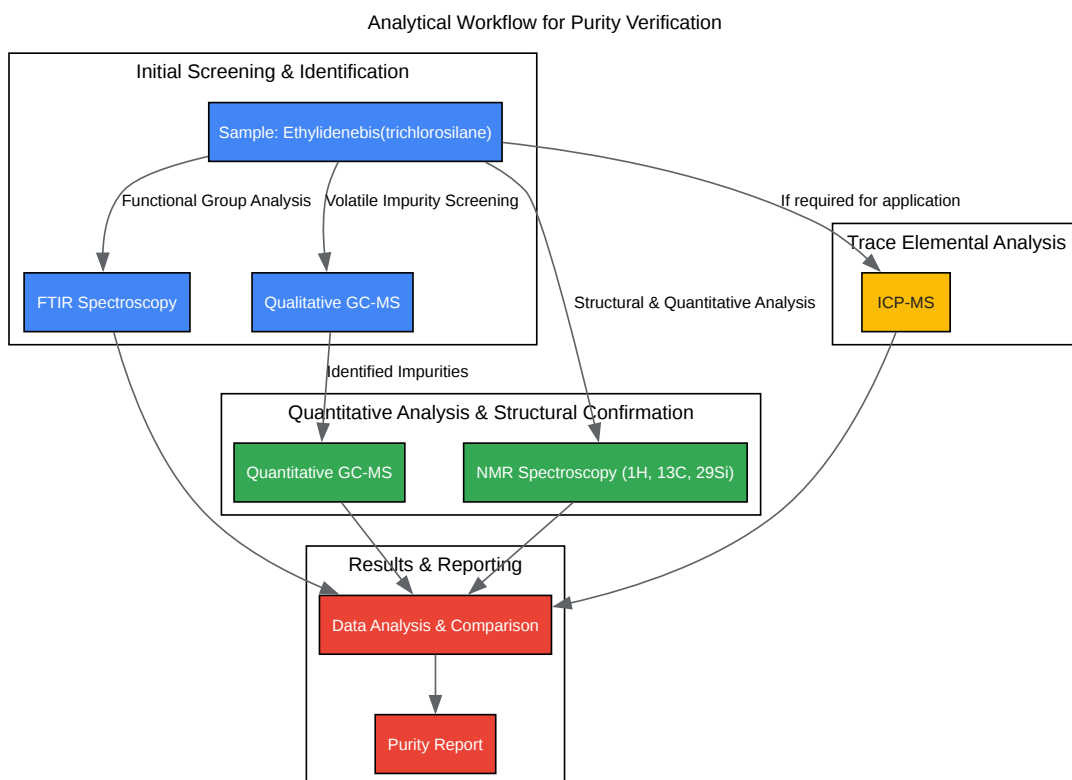 Analytical Workflow for Purity Verification
Initial Screening & Identification
Sample: Ethylidenebis(trichlorosilane)
Functional Group Analysis
Volatile Impurity Screening
If required for application
Trace Elemental Analysis
FTIR Spectroscopy
Qualitative GC-MS
Structural & Quantitative Analysis
ICP-MS
Identified Impurities
Quantitative Analysis & Structural Confirmation
Quantitative GC-MS
NMR Spectroscopy (1H, 13C, 29Si)
Results & Reporting
Data Analysis & Comparison
Purity Report